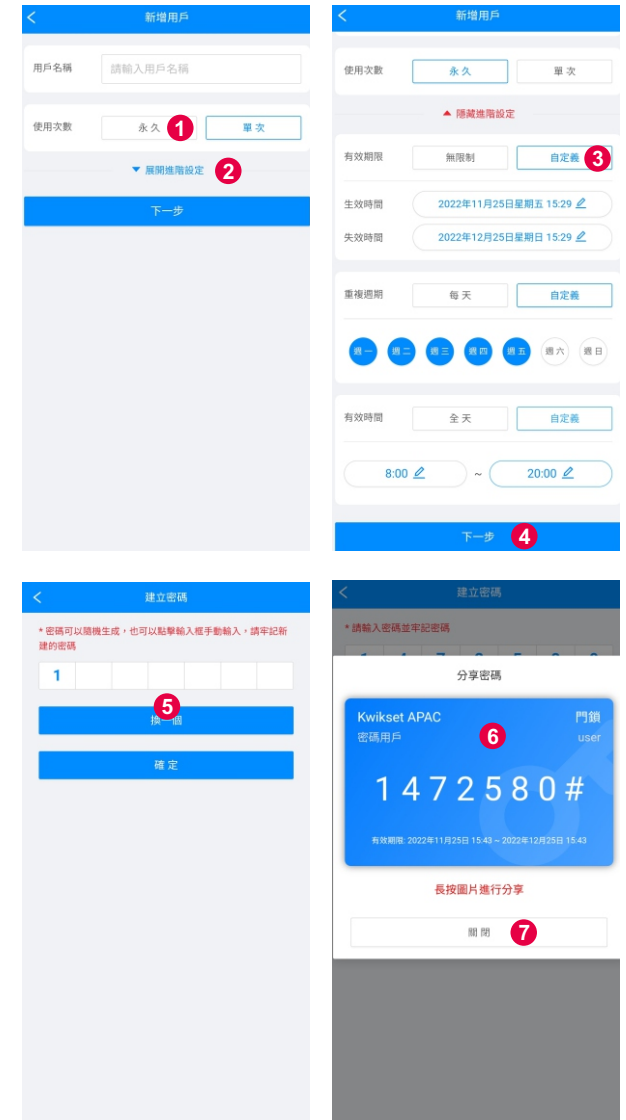 新增用戶
用戶名稱 請輸入用戶名稱
使用次數 永久 1 單次
展開進階設定 2
下一步
新增用戶
使用次數 永久 單次
隱藏進階設定
有效期限 無限制 自定義 3
生效時間 2022年11月25日星期五 15:29
失效時間 2022年12月25日星期日 15:29
重複週期 每天 自定義
週一 週二 週三 週四 週五 週六 週日
有效時間 全天 自定義
8:00 ~ 20:00
下一步 4
建立密碼
* 密碼可以隨機生成，也可以點擊輸入框手動輸入，請牢記新
建的密碼
1
換一個 5
確定
建立密碼
* 請輸入密碼並牢記密碼
分享密碼
Kwikset APAC 門鎖
密碼用戶 6 user
1472580#
有效期限: 2022年11月25日 15:43 ~ 2022年12月25日 15:43
長按圖片進行分享
關閉 7